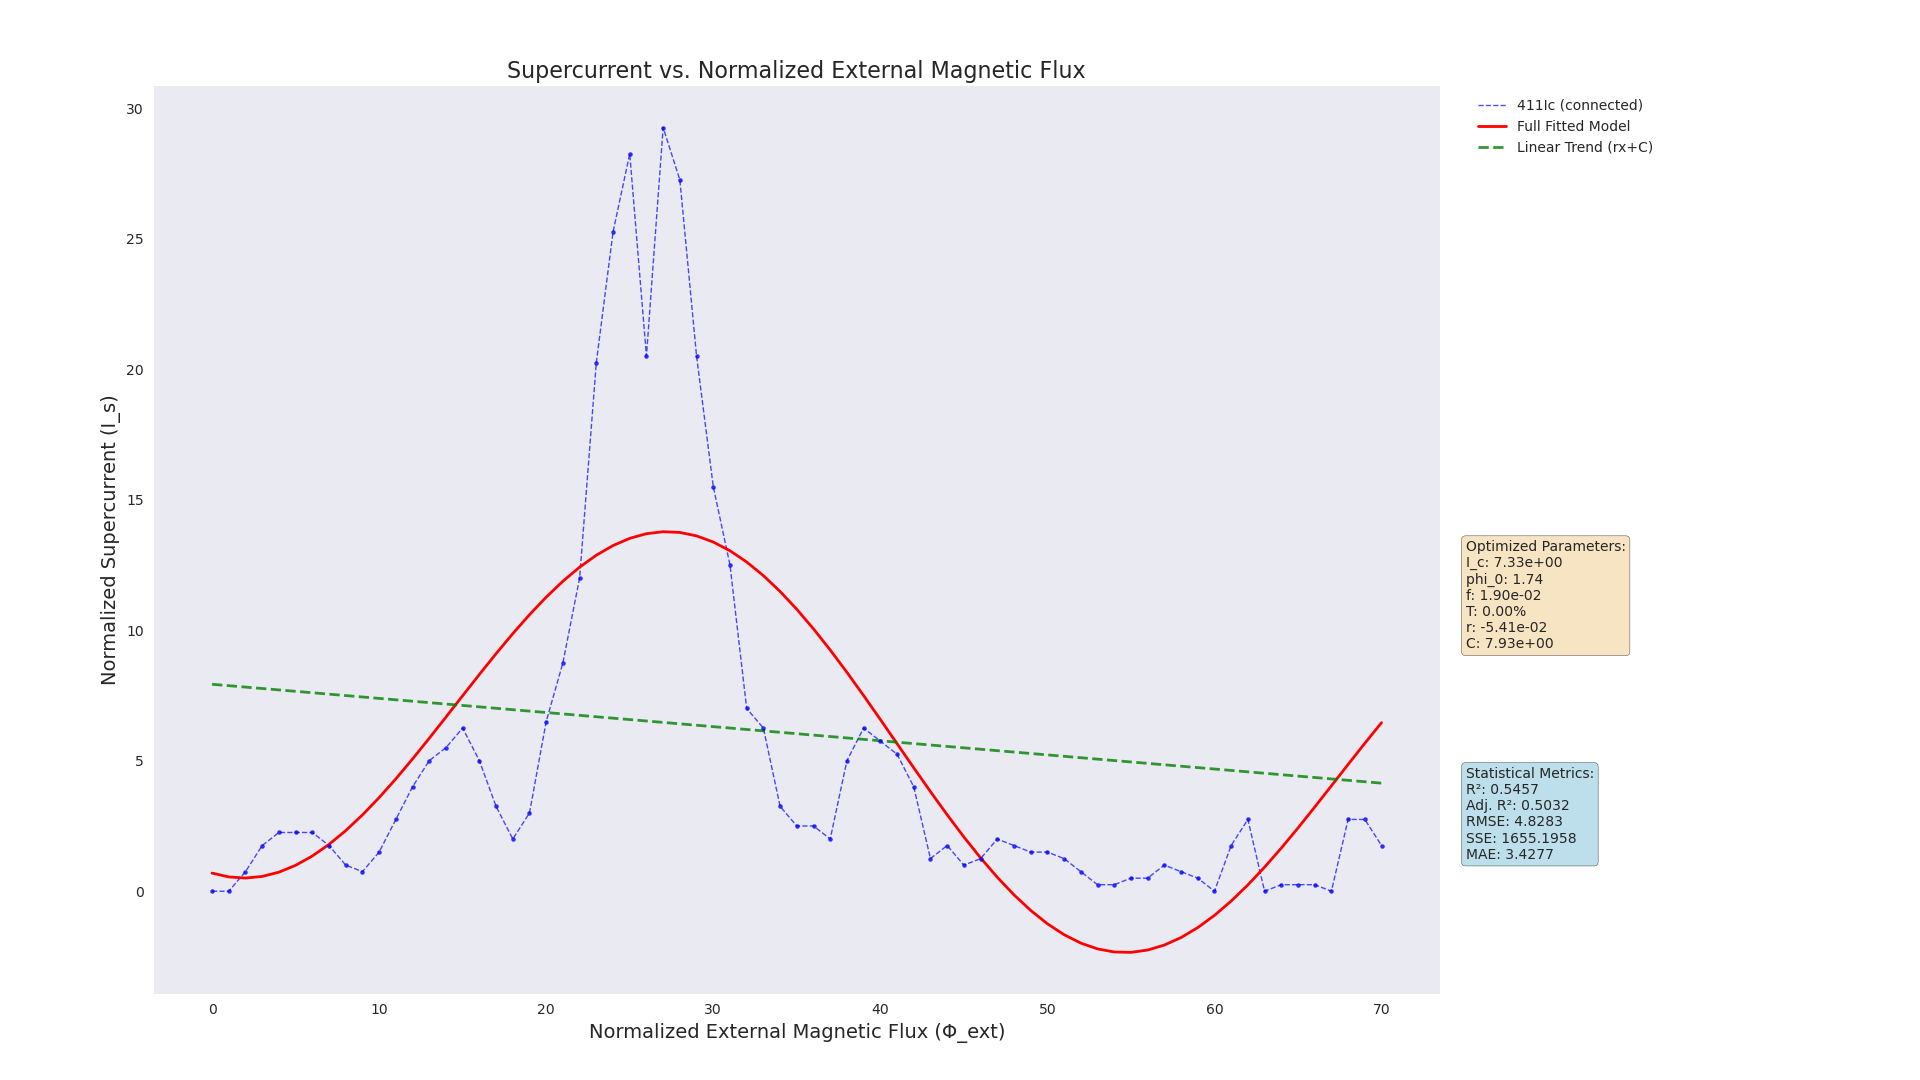 Supercurrent vs. Normalized External Magnetic Flux
30
25
20
15
10
5
0
Normalized Supercurrent (I_s)
0 10 20 30 40 50 60 70
Normalized External Magnetic Flux (Φ_ext)
411Ic (connected)
Full Fitted Model
Linear Trend (rx+C)
Optimized Parameters:
I_c: 7.33e+00
phi_0: 1.74
f: 1.90e-02
T: 0.00%
r: -5.41e-02
C: 7.93e+00
Statistical Metrics:
R²: 0.5457
Adj. R²: 0.5032
RMSE: 4.8283
SSE: 1655.1958
MAE: 3.4277